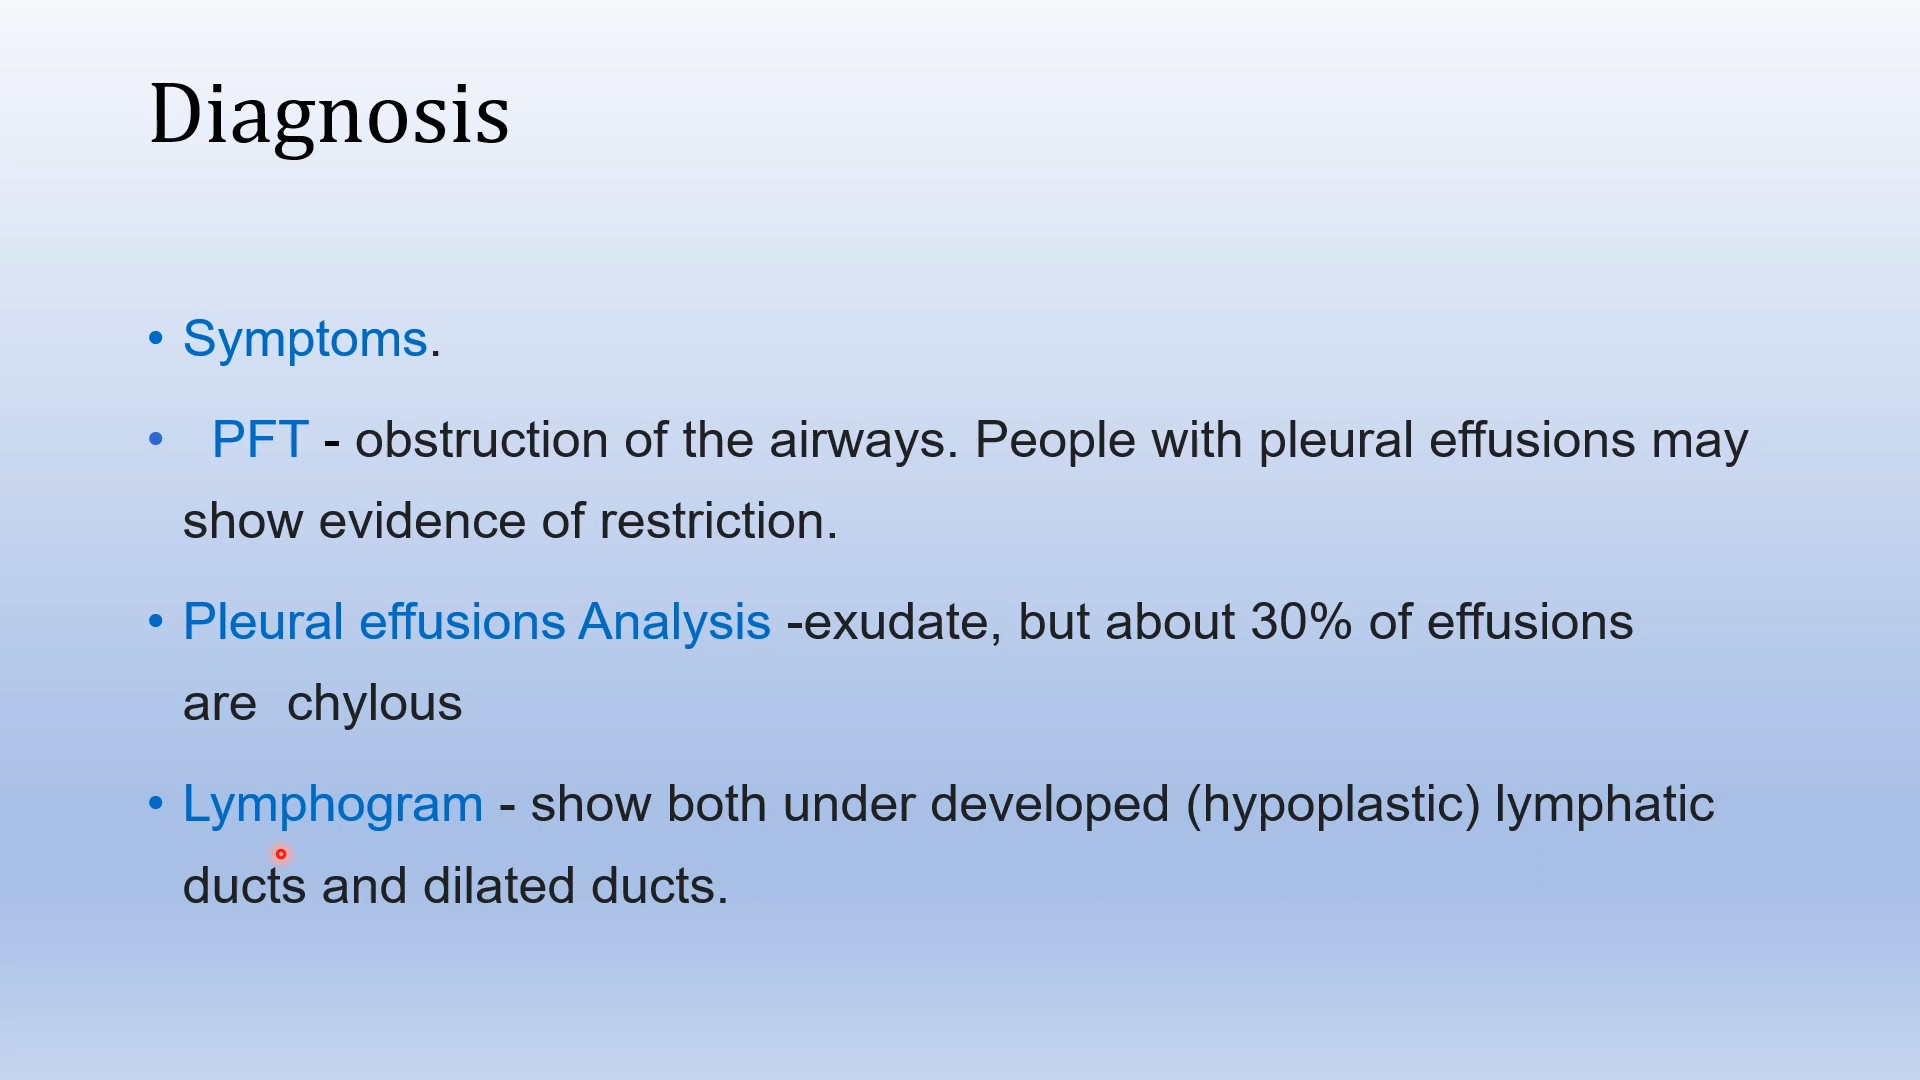 Diagnosis
• Symptoms.
• PFT - obstruction of the airways. People with pleural effusions may
show evidence of restriction.
• Pleural effusions Analysis -exudate, but about 30% of effusions
are  chylous
• Lymphogram - show both under developed (hypoplastic) lymphatic
ducts and dilated ducts.